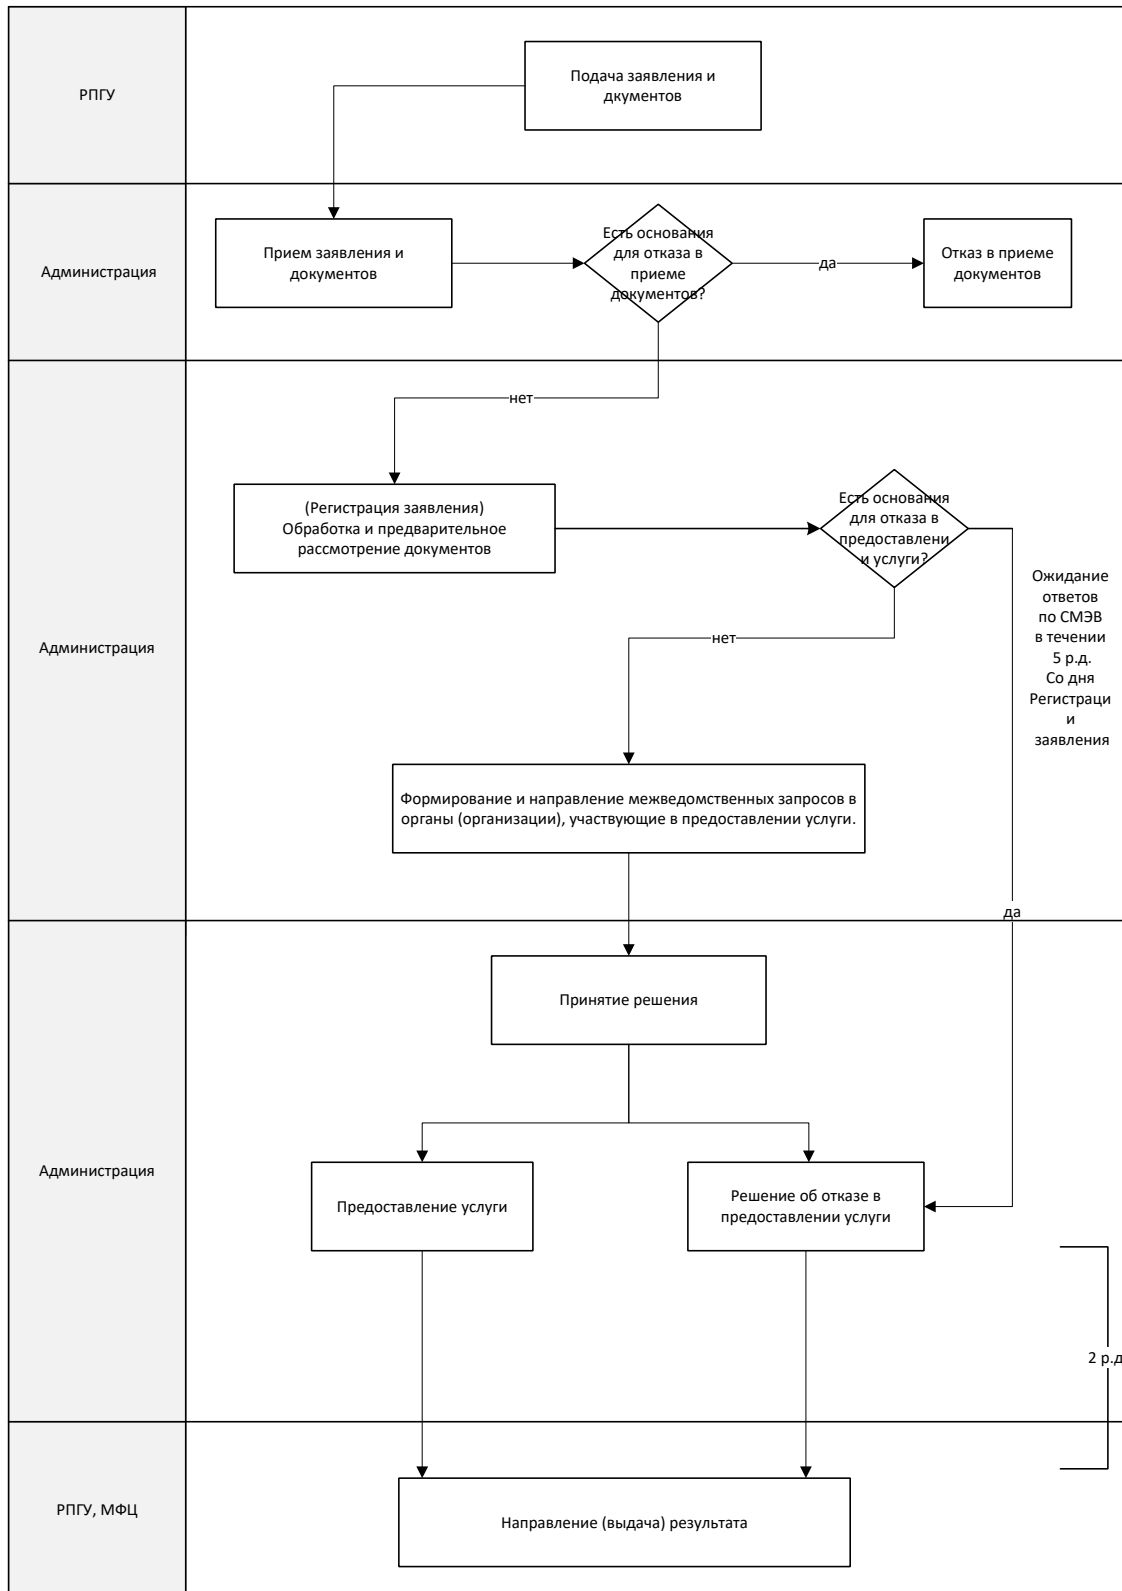 РПГУ
Подача заявления и
дкументов
Администрация
Прием заявления и
документов
Есть основания
для отказа в
приеме
документов?
да
Отказ в приеме
документов
нет
Администрация
(Регистрация заявления)
Обработка и предварительное
рассмотрение документов
Есть основания
для отказа в
предоставлени
и услуги?
Ожидание
ответов
по СМЭВ
в течении
5 р.д.
Со дня
Регистраци
и
заявления
нет
Формирование и направление межведомственных запросов в
органы (организации), участвующие в предоставлении услуги.
да
Администрация
Принятие решения
Предоставление услуги
Решение об отказе в
предоставлении услуги
2 р.д
РПГУ, МФЦ
Направление (выдача) результата